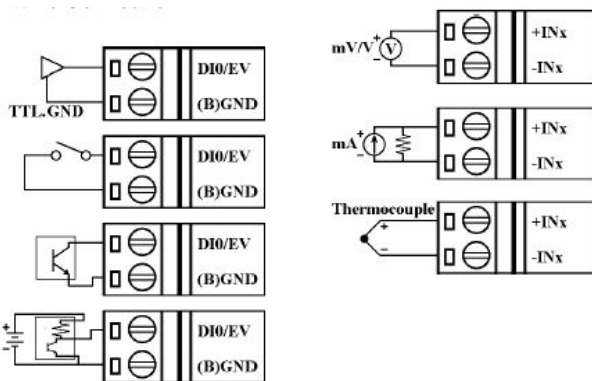 DI0/EV
(B)GND
TTL.GND
DI0/EV
(B)GND
DI0/EV
(B)GND
+
-
DI0/EV
(B)GND
mV/V
+
-
V
+INx
-INx
mA
+
-
+INx
-INx
Thermocouple
+
-
+INx
-INx